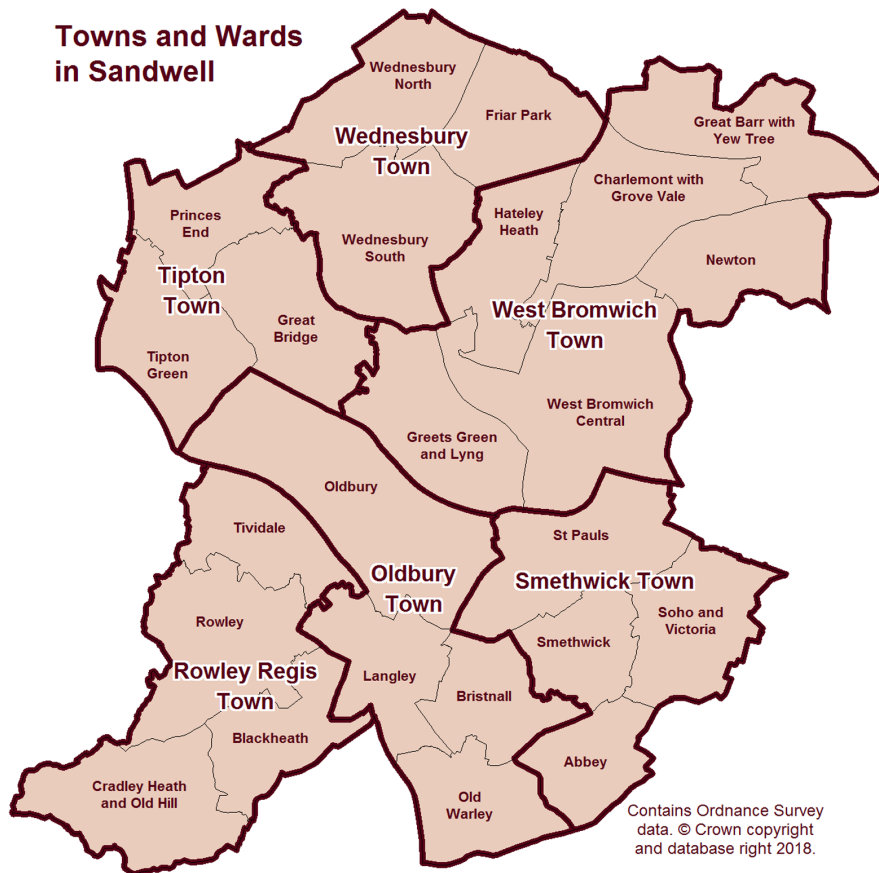 Towns and Wards
in Sandwell
Wednesbury
North
Friar Park
Great Barr with
Yew Tree
Wednesbury
Town
Charlemont with
Grove Vale
Princes
End
Hateley
Heath
Wednesbury
South
Newton
Tipton
Town
West Bromwich
Town
Great
Bridge
Tipton
Green
West Bromwich
Central
Greets Green
and Lyng
Oldbury
Tividale
St Pauls
Oldbury
Town
Smethwick Town
Soho and
Victoria
Rowley
Smethwick
Rowley Regis
Town
Langley
Bristnall
Blackheath
Abbey
Cradley Heath
and Old Hill
Old
Warley
Contains Ordnance Survey
data. © Crown copyright
and database right 2018.